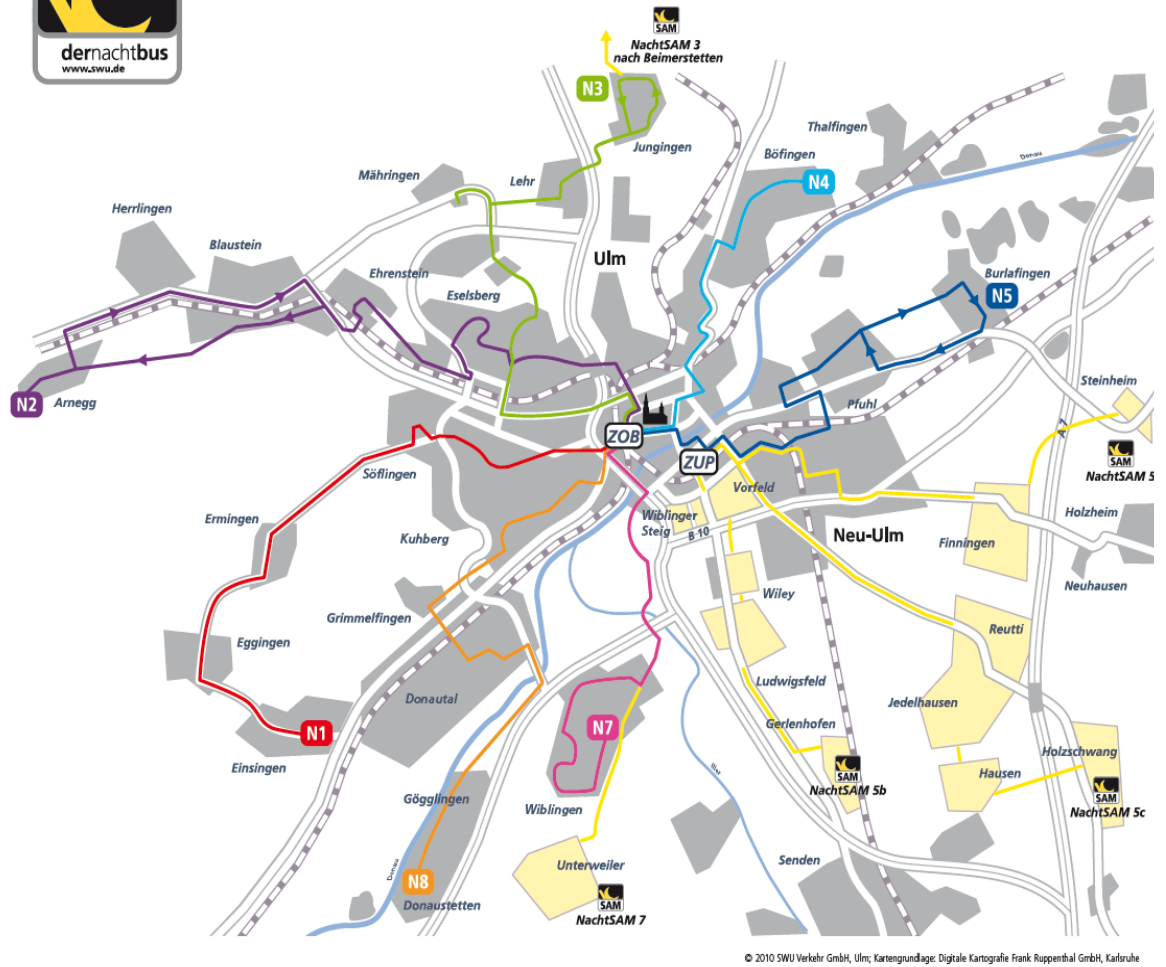 dernachtbus
www.swu.de
SAM
NachtSAM 3
nach Beimerstetten
N3
Jungingen
Thalfingen
Böfingen
Donau
N4
Mähringen
Lehr
Herrlingen
Blaustein
Ulm
Ehrenstein
Eselsberg
Burlafingen
N5
N2
Arnegg
Steinheim
Pfuhl
A 7
ZOB
ZUP
SAM
NachtSAM 5
Söflingen
Vorfeld
Wiblinger
Steig
B 10
Ermingen
Kuhberg
Neu-Ulm
Holzheim
Finningen
Neuhausen
Wiley
Grimmelfingen
Reutti
Eggingen
Ludwigsfeld
Donautal
Jedelhausen
Gerlenhofen
N1
N7
Einsingen
Holzschwang
Hausen
SAM
NachtSAM 5b
SAM
NachtSAM 5c
Iller
Gögglingen
Wiblingen
Donau
Unterweiler
Senden
N8
Donaustetten
SAM
NachtSAM 7
© 2010 SWU Verkehr GmbH, Ulm; Kartengrundlage: Digitale Kartografie Frank Ruppenthal GmbH, Karlsruhe